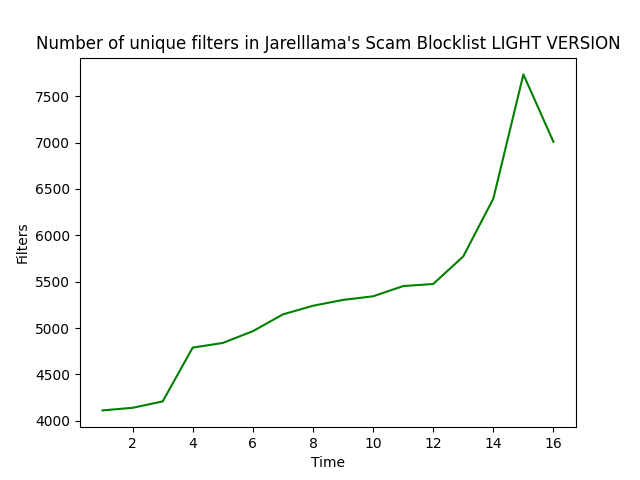 Number of unique filters in Jarelllama's Scam Blocklist LIGHT VERSION
7500
7000
6500
6000
5500
5000
4500
4000
Filters
2 4 6 8 10 12 14 16
Time